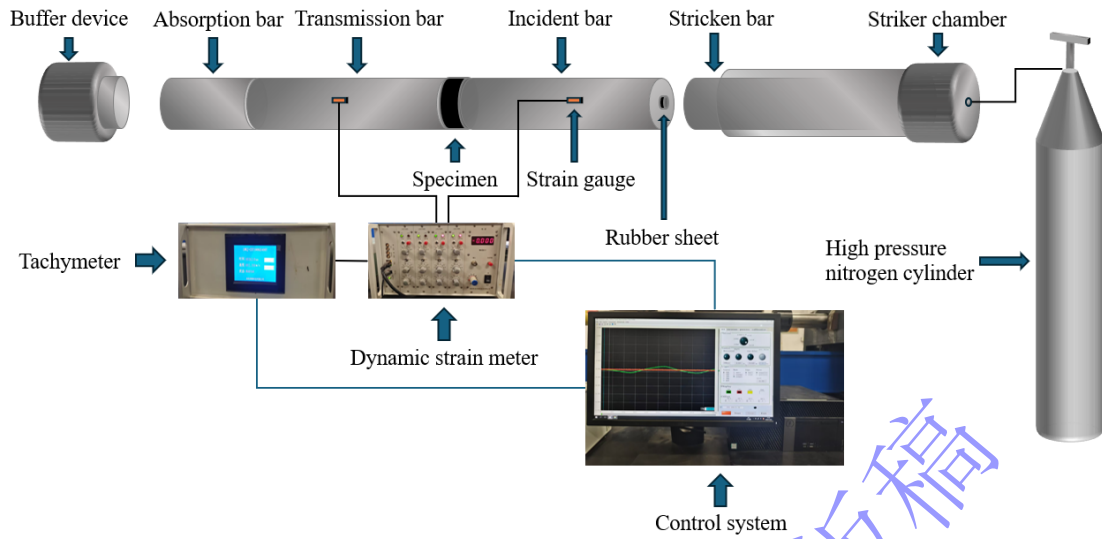 Buffer device
Absorption bar
Transmission bar
Incident bar
Stricken bar
Striker chamber
Specimen
Strain gauge
Rubber sheet
Tachymeter
High pressure
nitrogen cylinder
Dynamic strain meter
Control system
稿